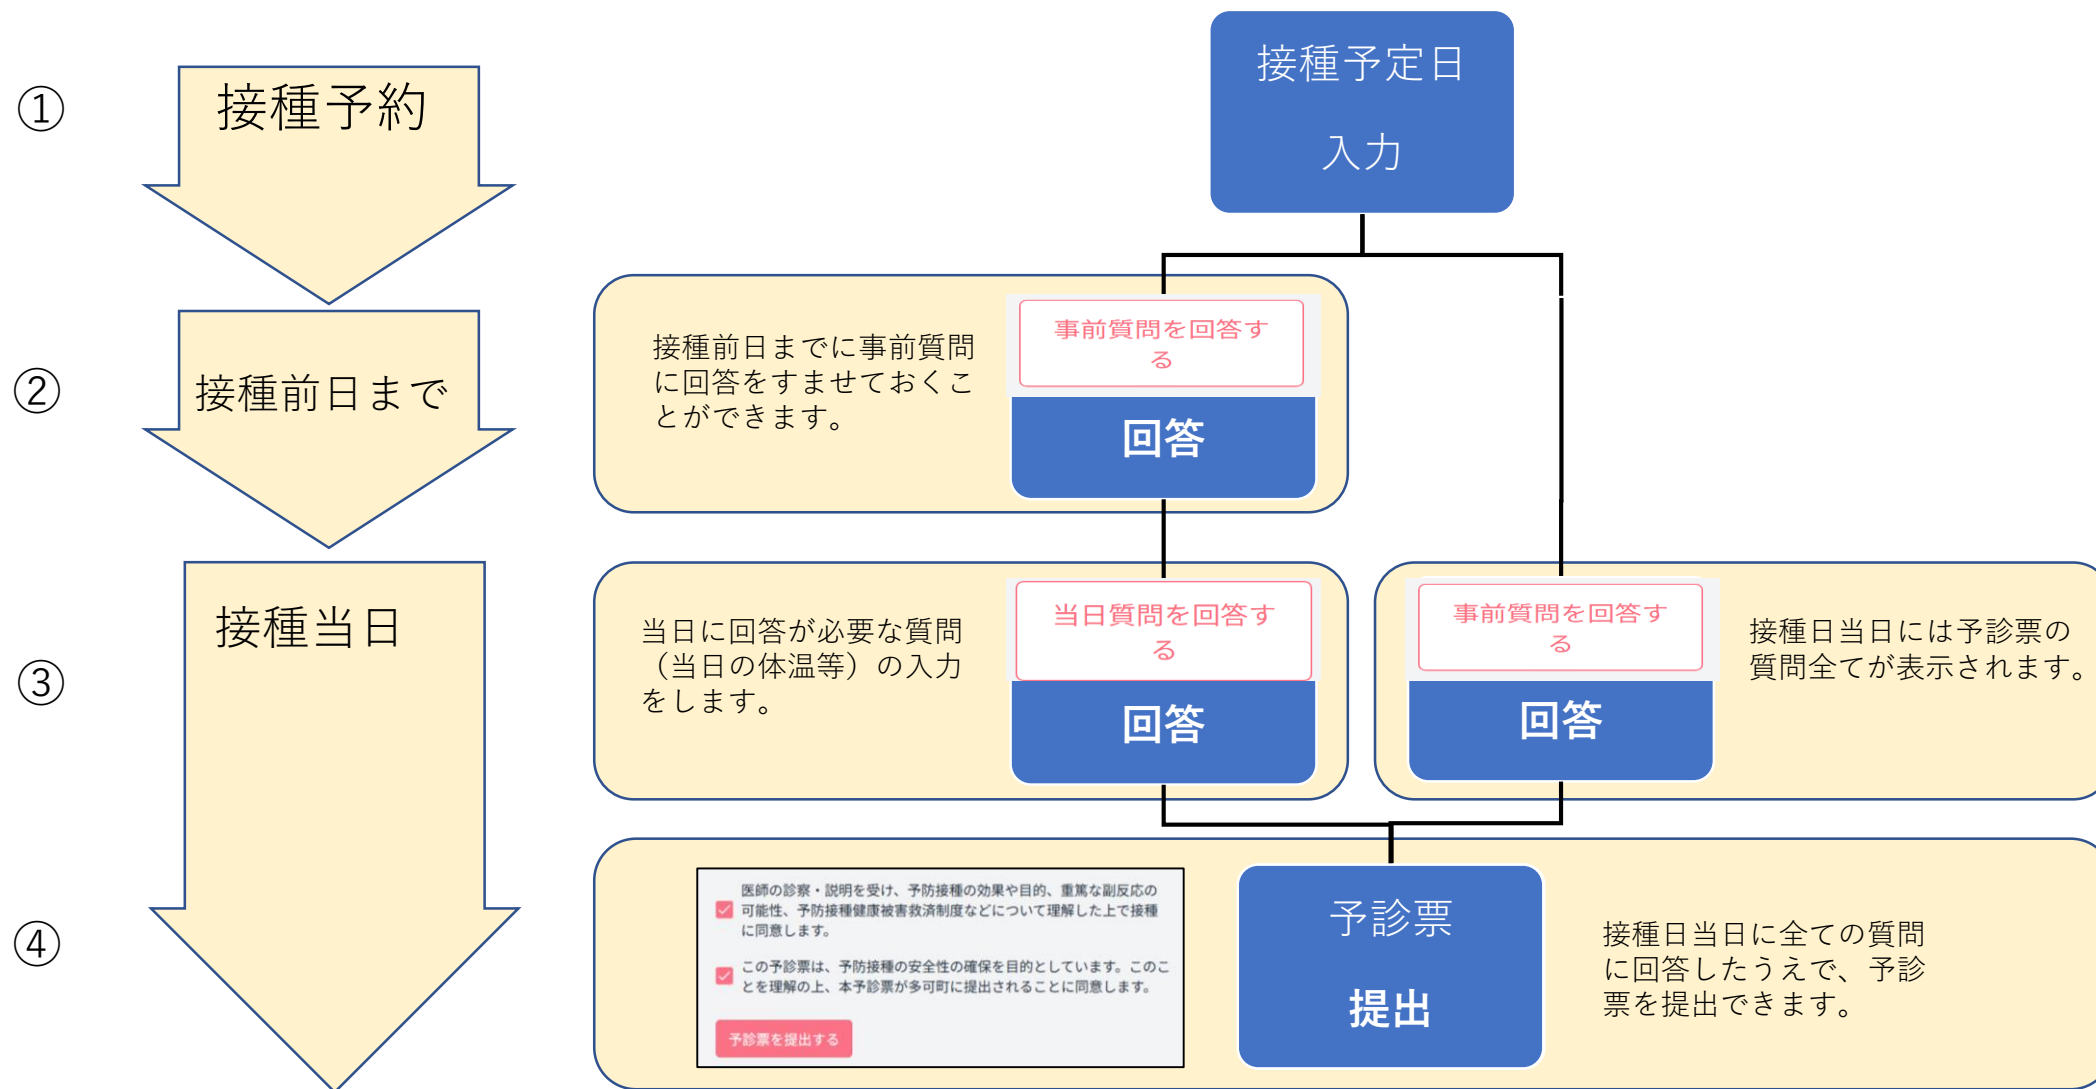 ①
接種予約
接種予定日
入力
②
接種前日まで
接種前日までに事前質問
に回答をすませておくこ
とができます。
事前質問を回答す
る
回答
③
接種当日
当日に回答が必要な質問
（当日の体温等）の入力
をします。
当日質問を回答す
る
回答
事前質問を回答す
る
回答
接種日当日には予診票の
質問全てが表示されます。
④
医師の診察・説明を受け、予防接種の効果や目的、重篤な副反応の
可能性、予防接種健康被害救済制度などについて理解した上で接種
に同意します。
この予診票は、予防接種の安全性の確保を目的としています。このこ
とを理解の上、本予診票が多可町に提出されることに同意します。
予診票を提出する
予診票
提出
接種日当日に全ての質問
に回答したうえで、予診
票を提出できます。